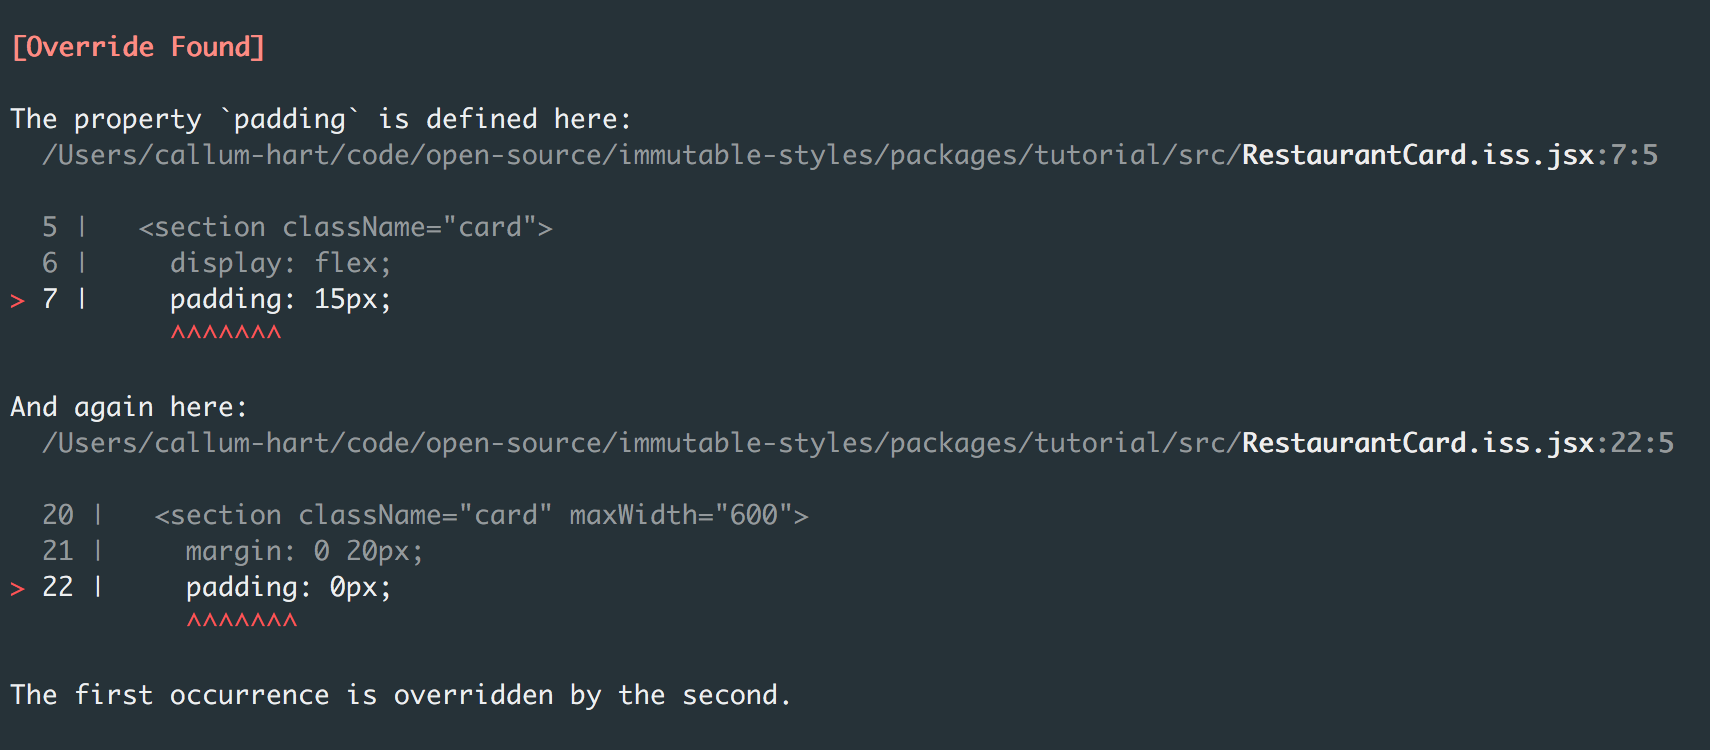 [Override Found]
The property `padding` is defined here:
/Users/callum-hart/code/open-source/immutable-styles/packages/tutorial/src/RestaurantCard.iss.jsx:7:5
5 |   <section className="card">
6 |     display: flex;
> 7 |     padding: 15px;
^^^^^^^
And again here:
/Users/callum-hart/code/open-source/immutable-styles/packages/tutorial/src/RestaurantCard.iss.jsx:22:5
20 |   <section className="card" maxWidth="600">
21 |     margin: 0 20px;
> 22 |     padding: 0px;
^^^^^^^
The first occurrence is overridden by the second.